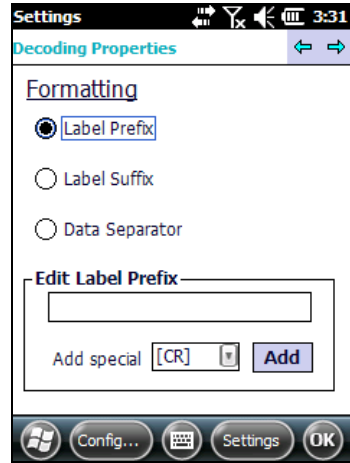 Settings 3:31
Decoding Properties
Formatting
Label Prefix
Label Suffix
Data Separator
Edit Label Prefix
Add special [CR] Add
Config... Settings OK